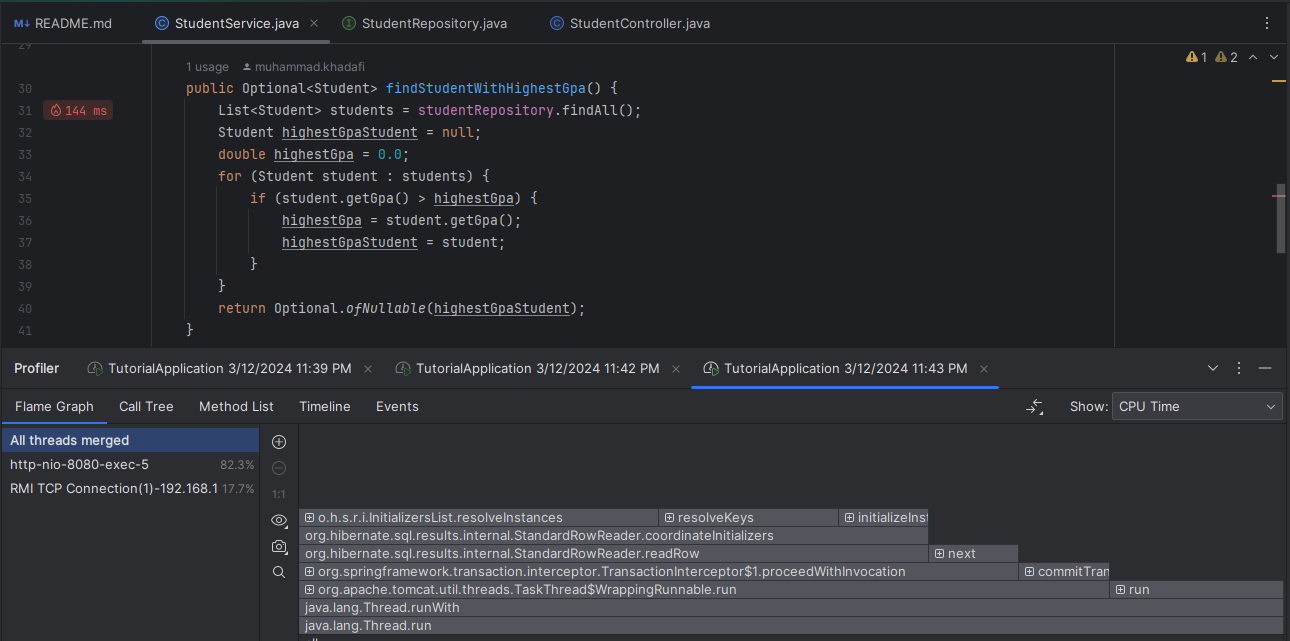 README.md StudentService.java StudentRepository.java StudentController.java
29
1 usage muhammad.khadafi
1 2
30 public Optional<Student> findStudentWithHighestGpa() {
31 144 ms List<Student> students = studentRepository.findAll();
32 Student highestGpaStudent = null;
33 double highestGpa = 0.0;
34 for (Student student : students) {
35 if (student.getGpa() > highestGpa) {
36 highestGpa = student.getGpa();
37 highestGpaStudent = student;
38 }
39 }
40 return Optional.ofNullable(highestGpaStudent);
41 }
Profiler TutorialApplication 3/12/2024 11:39 PM TutorialApplication 3/12/2024 11:42 PM TutorialApplication 3/12/2024 11:43 PM
Flame Graph Call Tree Method List Timeline Events Show: CPU Time
All threads merged
http-nio-8080-exec-5 82.3%
RMI TCP Connection(1)-192.168.1 17.7%
1:1
o.h.s.r.i.InitializersList.resolveInstances resolveKeys initializeInst
org.hibernate.sql.results.internal.StandardRowReader.coordinateInitializers
org.hibernate.sql.results.internal.StandardRowReader.readRow next
org.springframework.transaction.interceptor.TransactionInterceptor$1.proceedWithInvocation commitTran
org.apache.tomcat.util.threads.TaskThread$WrappingRunnable.run run
java.lang.Thread.runWith
java.lang.Thread.run